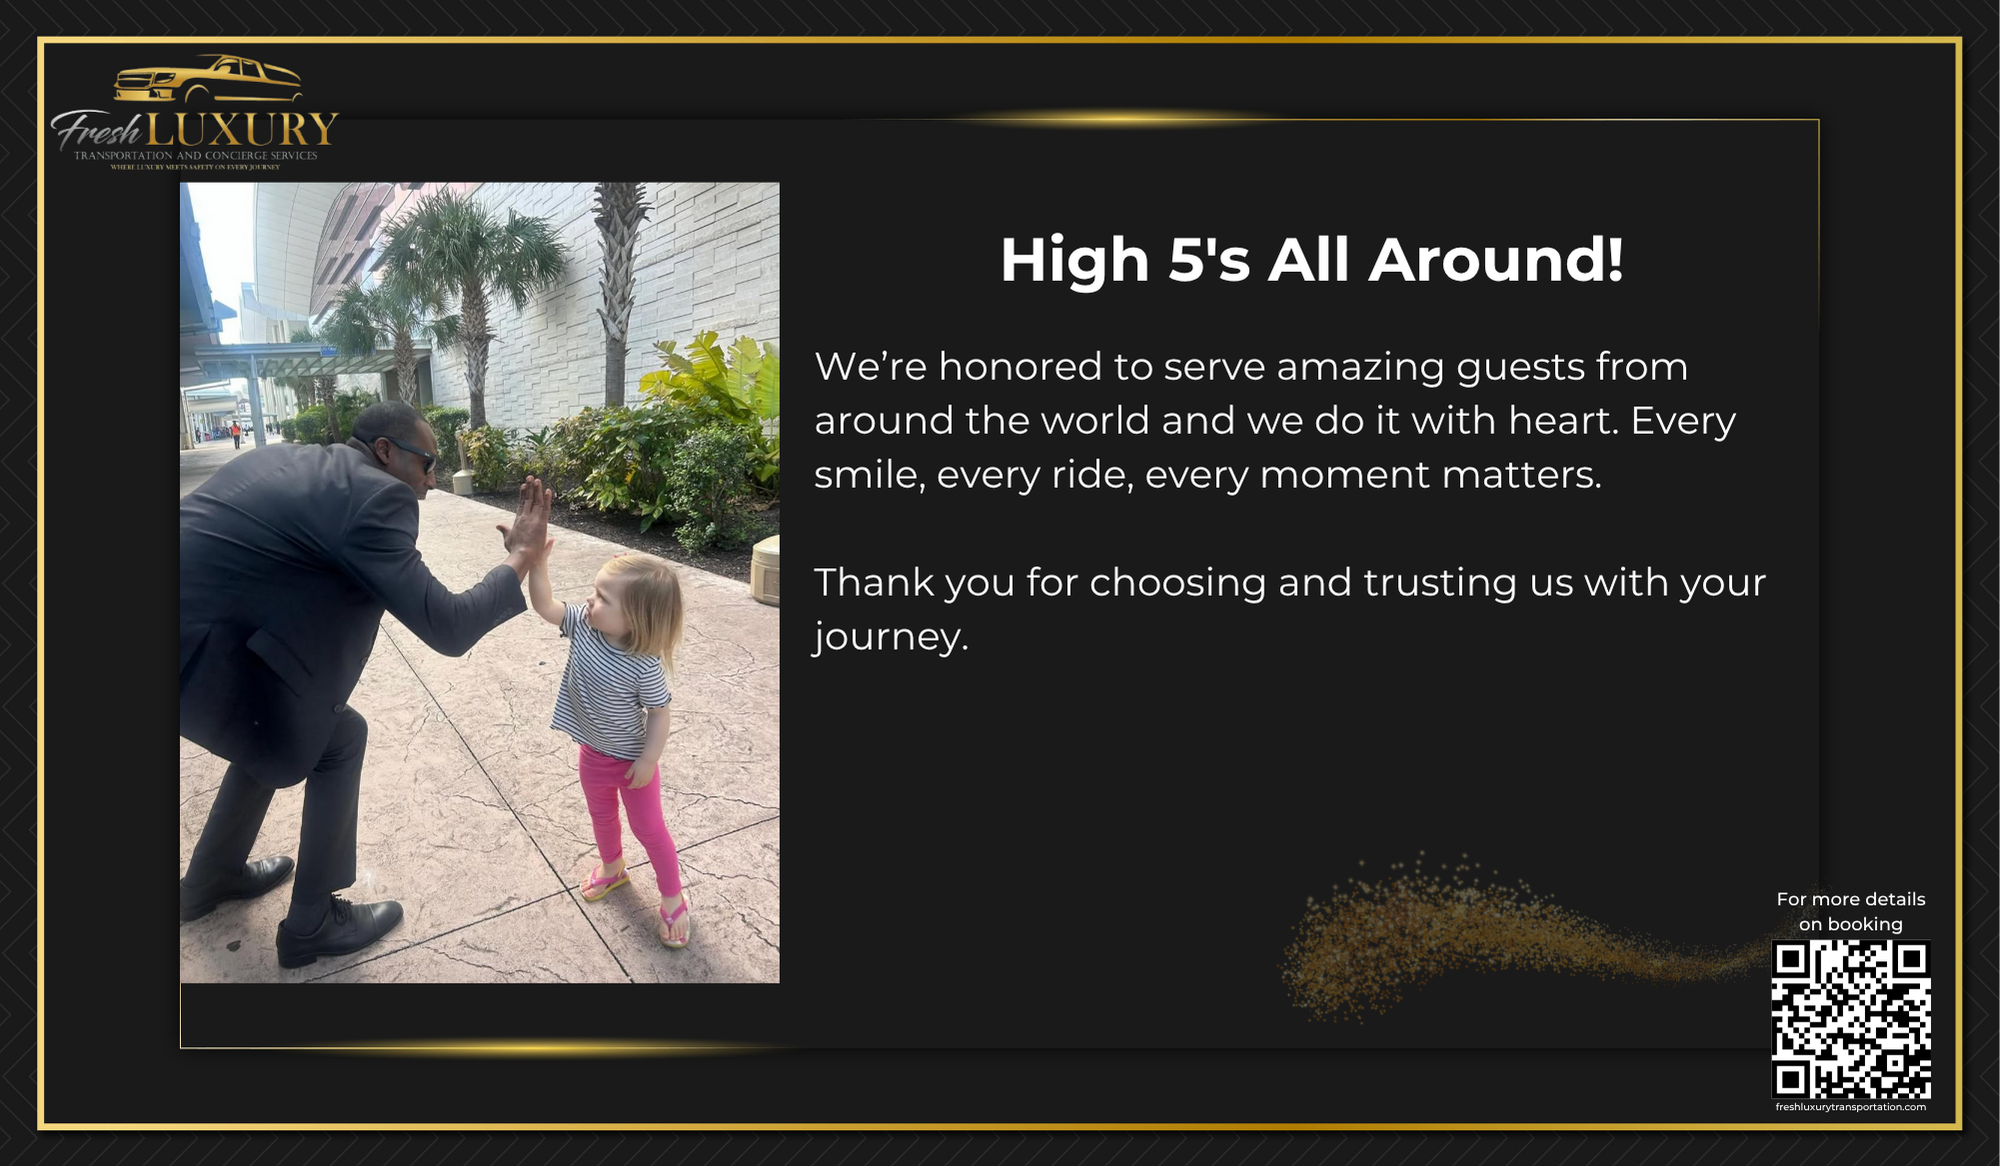 Fresh LUXURY
TRANSPORTATION AND CONCIERGE SERVICES
WHERE LUXURY MEETS SAFETY ON EVERY JOURNEY
High 5's All Around!
We’re honored to serve amazing guests from
around the world and we do it with heart. Every
smile, every ride, every moment matters.
Thank you for choosing and trusting us with your
journey.
For more details
on booking
freshluxurytransportation.com